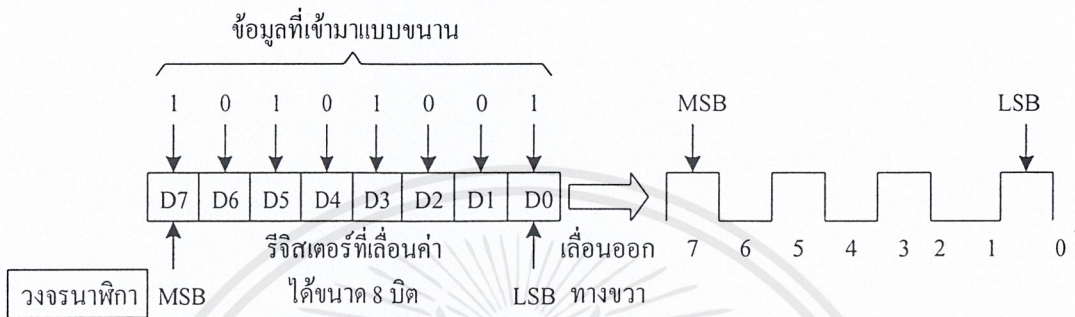 ข้อมูลที่เข้ามาแบบขนาน
1 0 1 0 1 0 0 1 MSB LSB
D7 D6 D5 D4 D3 D2 D1 D0
รีจิสเตอร์ที่เลื่อนค่า เลื่อนออก 7 6 5 4 3 2 1 0
วงจรนาฬิกา MSB ได้ขนาด 8 บิต LSB ทางขวา